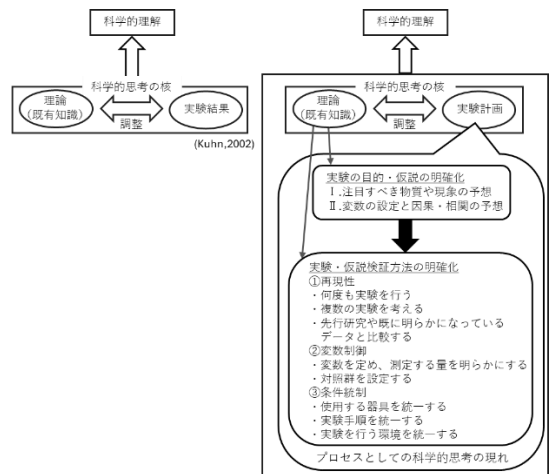 科学的理解
科学的思考の核
理論
(既有知識)
調整
実験結果
(Kuhn,2002)
科学的理解
科学的思考の核
理論
(既有知識)
調整
実験計画
実験の目的・仮説の明確化
Ⅰ.注目すべき物質や現象の予想
Ⅱ.変数の設定と因果・相関の予想
実験・仮説検証方法の明確化
①再現性
・何度も実験を行う
・複数の実験を考える
・先行研究や既に明らかになっている
データと比較する
②変数制御
・変数を定め、測定する量を明らかにする
・対照群を設定する
③条件統制
・使用する器具を統一する
・実験手順を統一する
・実験を行う環境を統一する
プロセスとしての科学的思考の現れ